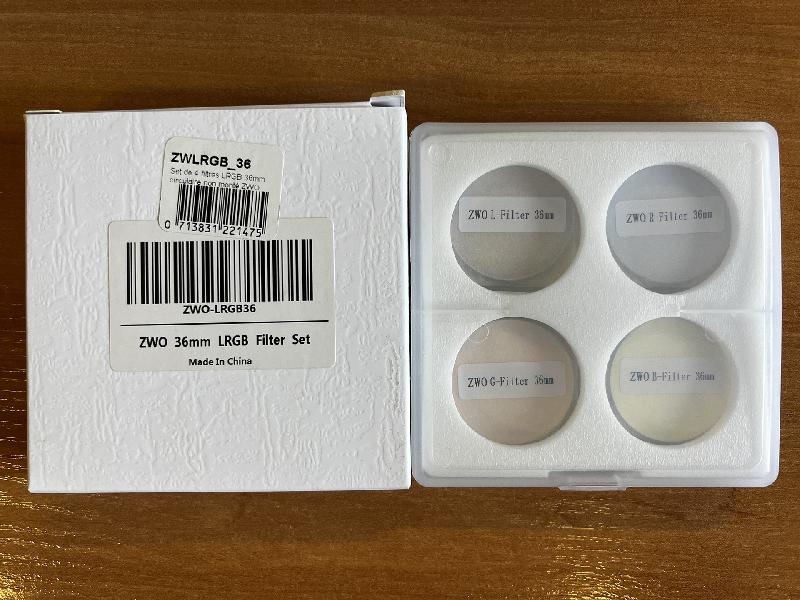 ZWLRGB_36
Set de 4 filtres LRGB 36mm
circulaire non monté ZWO
0 713831 221475
ZWO-LRGB36
ZWO 36mm LRGB Filter Set
Made In China
ZWO L Filter 36mm
ZWO R Filter 36mm
ZWO G-Filter 36mm
ZWO B-Filter 36mm